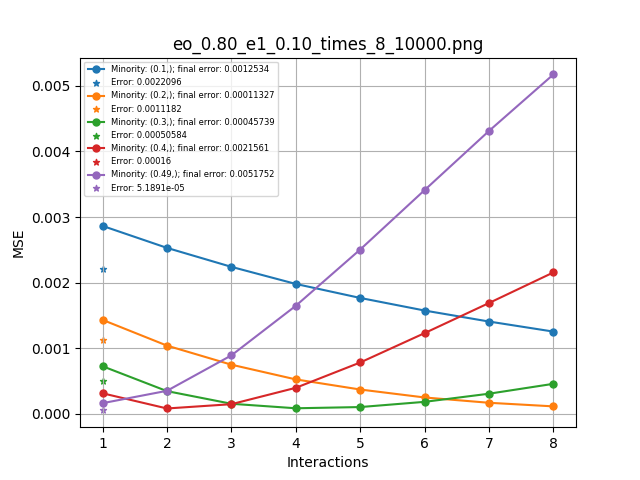 eo_0.80_e1_0.10_times_8_10000.png
Minority: (0.1,); final error: 0.0012534
Error: 0.0022096
Minority: (0.2,); final error: 0.00011327
Error: 0.0011182
Minority: (0.3,); final error: 0.00045739
Error: 0.00050584
Minority: (0.4,); final error: 0.0021561
Error: 0.00016
Minority: (0.49,); final error: 0.0051752
Error: 5.1891e-05
0.005
0.004
0.003
0.002
0.001
0.000
MSE
1 2 3 4 5 6 7 8
Interactions